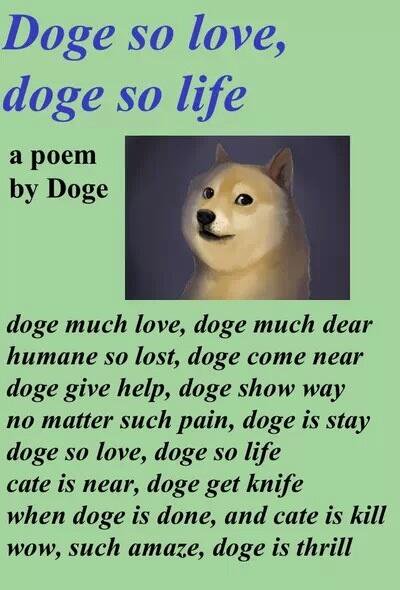 Doge so love,
doge so life
a poem
by Doge
doge much love, doge much dear
humane so lost, doge come near
doge give help, doge show way
no matter such pain, doge is stay
doge so love, doge so life
cate is near, doge get knife
when doge is done, and cate is kill
wow, such amaze, doge is thrill